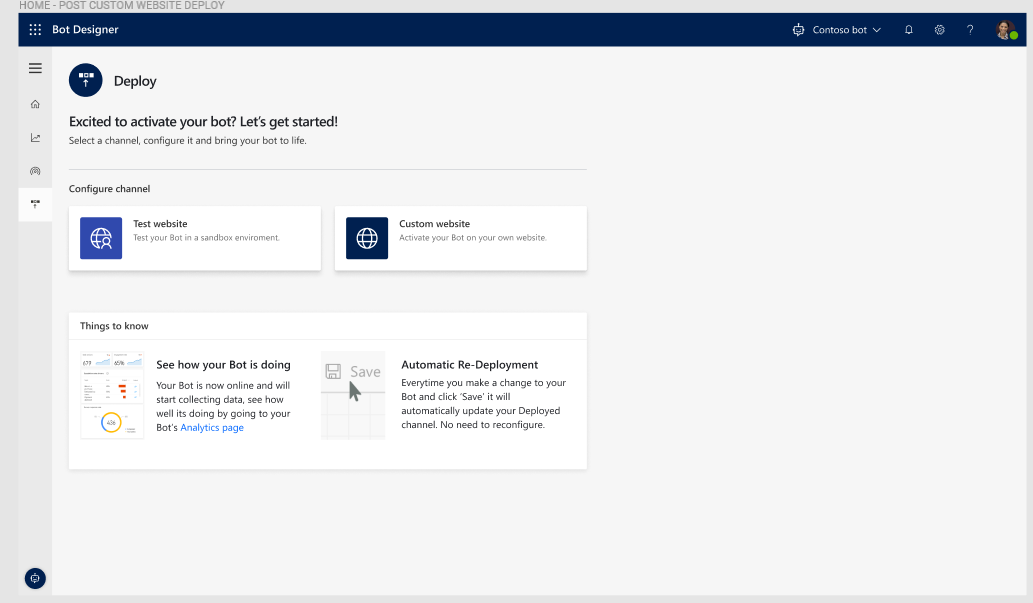 HOME - POST CUSTOM WEBSITE DEPLOY
Bot Designer
Contoso bot
?
Deploy
Excited to activate your bot? Let's get started!
Select a channel, configure it and bring your bot to life.
Configure channel
Test website
Test your Bot in a sandbox enviroment.
Custom website
Activate your Bot on your own website.
Things to know
679
65%
436
See how your Bot is doing
Your Bot is now online and will
start collecting data, see how
well its doing by going to your
Bot's Analytics page
Save
Automatic Re-Deployment
Everytime you make a change to your
Bot and click 'Save' it will
automatically update your Deployed
channel. No need to reconfigure.